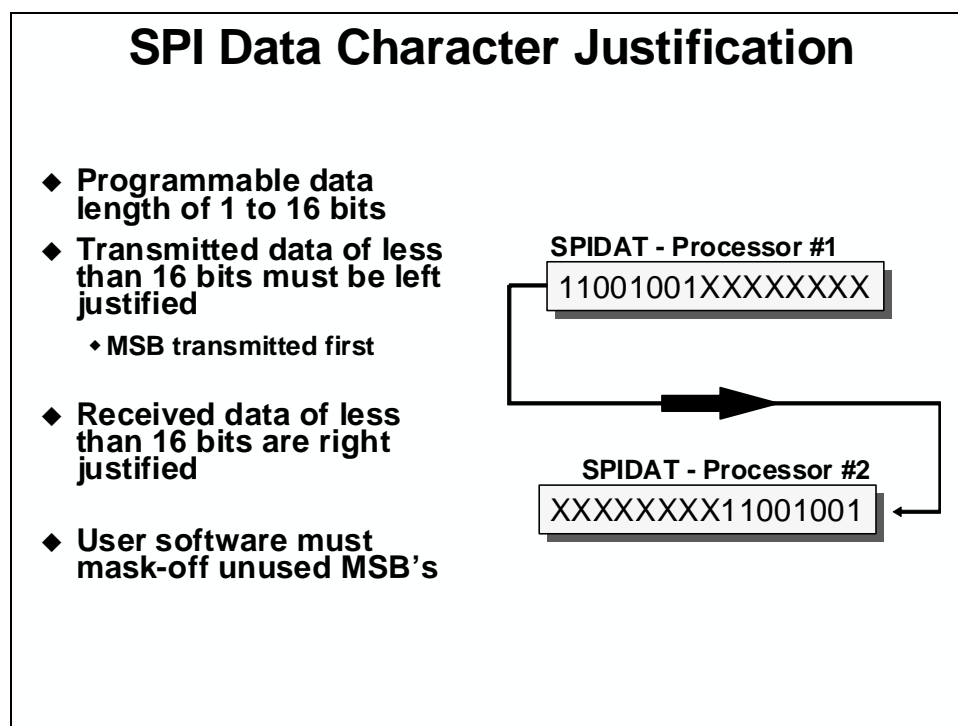 SPI Data Character Justification
◆ Programmable data
length of 1 to 16 bits
◆ Transmitted data of less
than 16 bits must be left
justified
◆ MSB transmitted first
◆ Received data of less
than 16 bits are right
justified
◆ User software must
mask-off unused MSB’s
SPIDAT - Processor #1
11001001XXXXXXXX
SPIDAT - Processor #2
XXXXXXXX11001001